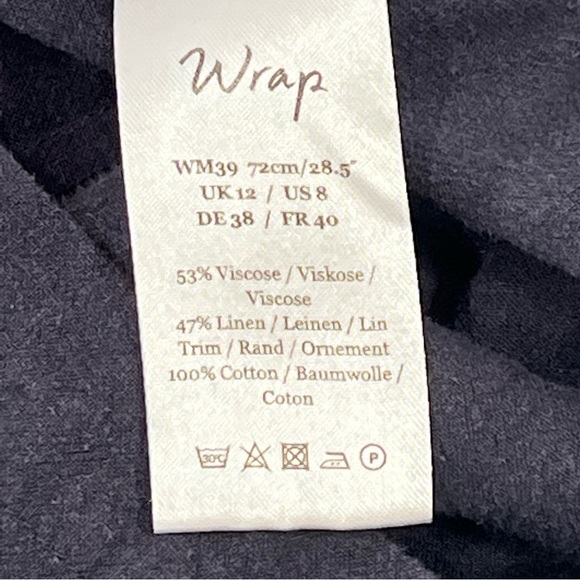 Wrap
WM39 72cm/28.5"
UK 12 / US 8
DE 38 / FR 40
53% Viscose / Viskose /
Viscose
47% Linen / Leinen / Lin
Trim / Rand / Ornement
100% Cotton / Baumwolle /
Coton
30°C P